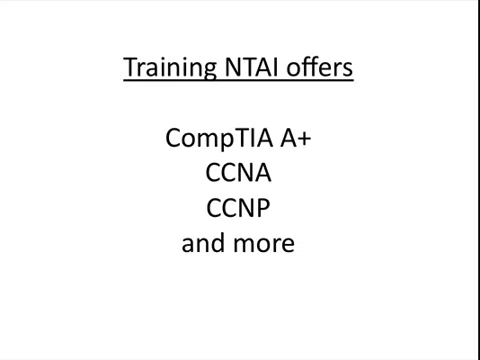 Training NTAI offers
CompTIA A+
CCNA
CCNP
and more